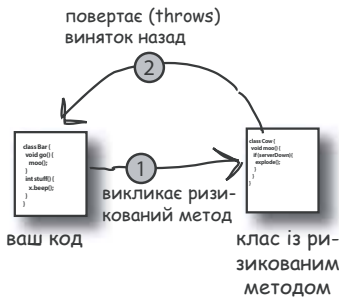 повертає (throws)
виняток назад
2
class Bar {
void go() {
moo();
}
int stuff() {
x.beep();
}
}
1
викликає ризи-
кований метод
ваш код
class Cow {
void moo() {
if (serverDown){
explode();
}
}
}
клас із ри-
зикованим
методом